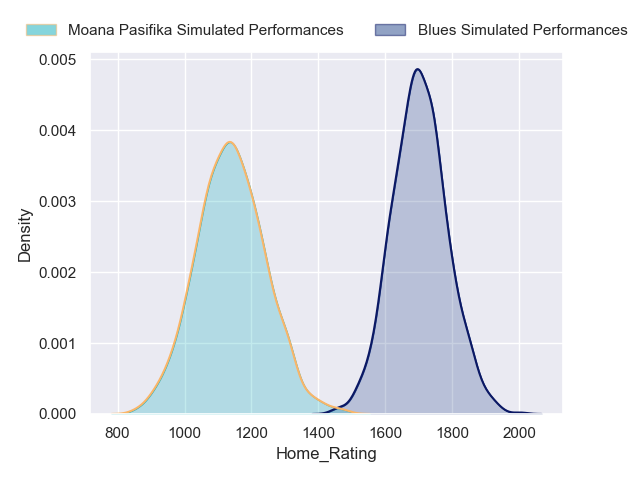 Moana Pasifika Simulated Performances Blues Simulated Performances
0.005
0.004
0.003
0.002
0.001
0.000
Density
800 1000 1200 1400 1600 1800 2000
Home_Rating